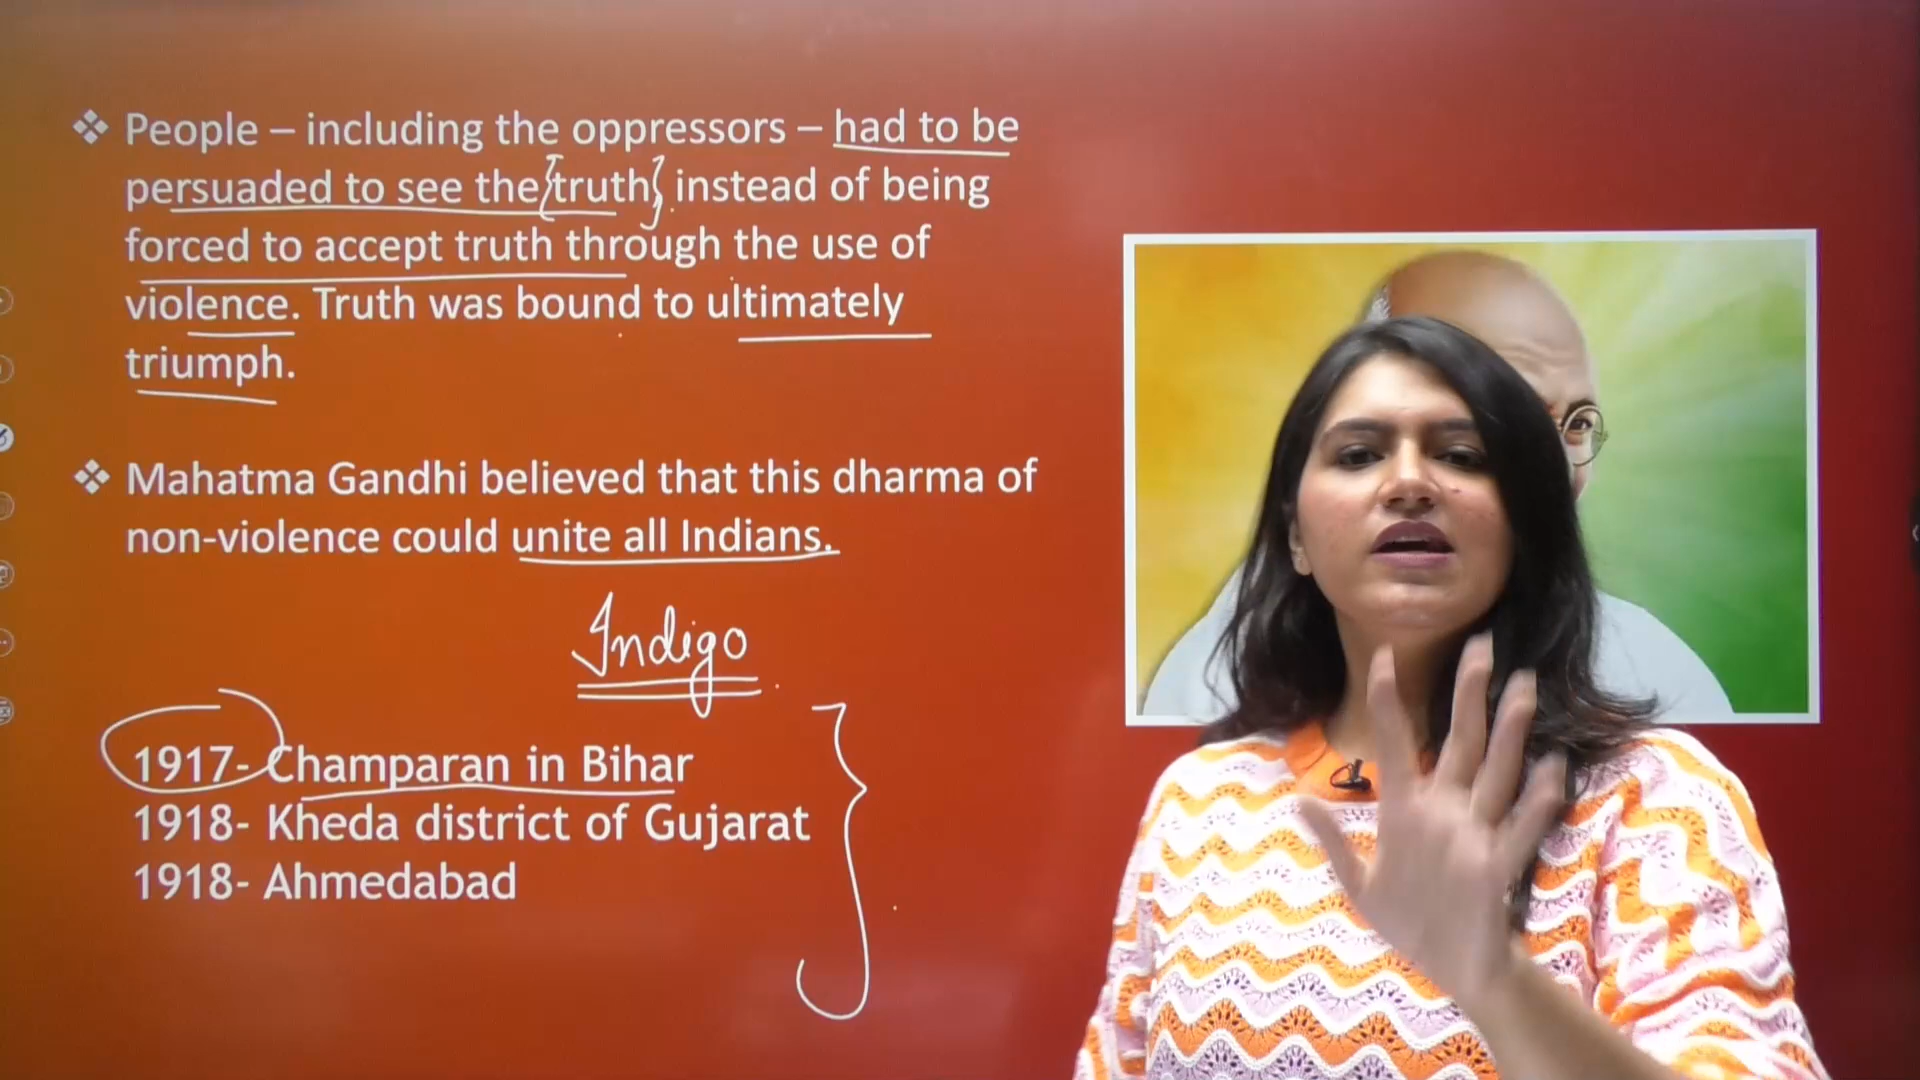 ❖ People – including the oppressors – had to be
persuaded to see the {truth} instead of being
forced to accept truth through the use of
violence. Truth was bound to ultimately
triumph.
❖ Mahatma Gandhi believed that this dharma of
non-violence could unite all Indians.
Indigo
1917- Champaran in Bihar
1918- Kheda district of Gujarat
1918- Ahmedabad